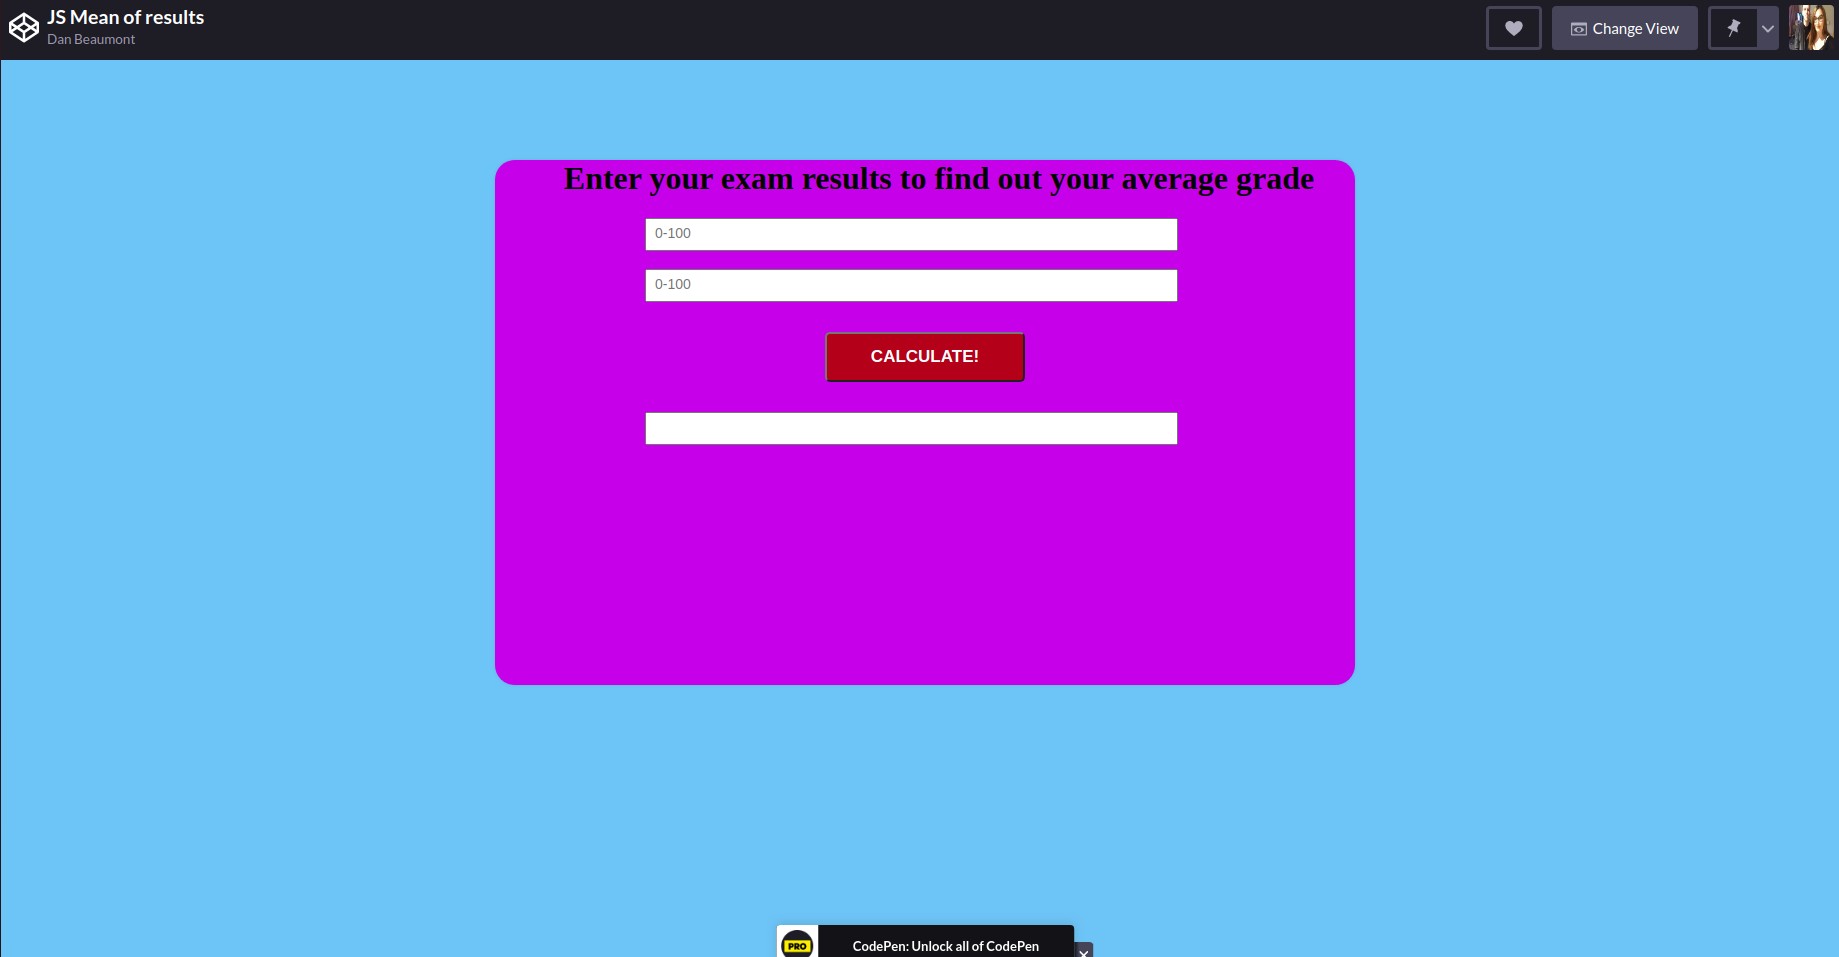 JS Mean of results
Dan Beaumont
Change View
Enter your exam results to find out your average grade
0-100
0-100
CALCULATE!
PRO
CodePen: Unlock all of CodePen